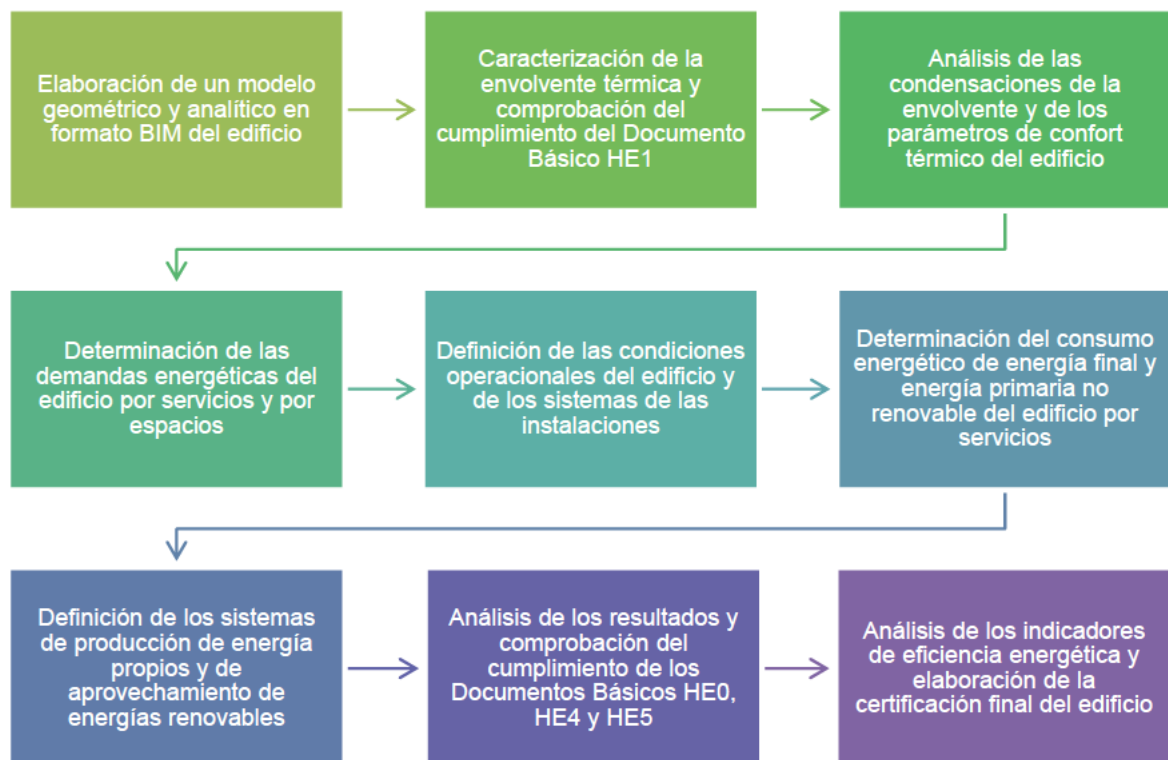 Elaboración de un modelo
geométrico y analítico en
formato BIM del edificio
Caracterización de la
envolvente térmica y
comprobación del
cumplimiento del Documento
Básico HE1
Análisis de las
condensaciones de la
envolvente y de los
parámetros de confort
térmico del edificio
Determinación de las
demandas energéticas del
edificio por servicios y por
espacios
Definición de las condiciones
operacionales del edificio y
de los sistemas de las
instalaciones
Determinación del consumo
energético de energía final y
energía primaria no
renovable del edificio por
servicios
Definición de los sistemas
de producción de energía
propios y de
aprovechamiento de
energías renovables
Análisis de los resultados y
comprobación del
cumplimiento de los
Documentos Básicos HE0,
HE4 y HE5
Análisis de los indicadores
de eficiencia energética y
elaboración de la
certificación final del edificio